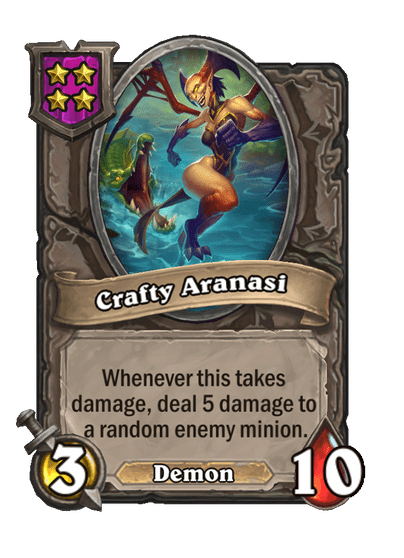 Crafty Aranasi
Whenever this takes
damage, deal 5 damage to
a random enemy minion.
3
Demon
10